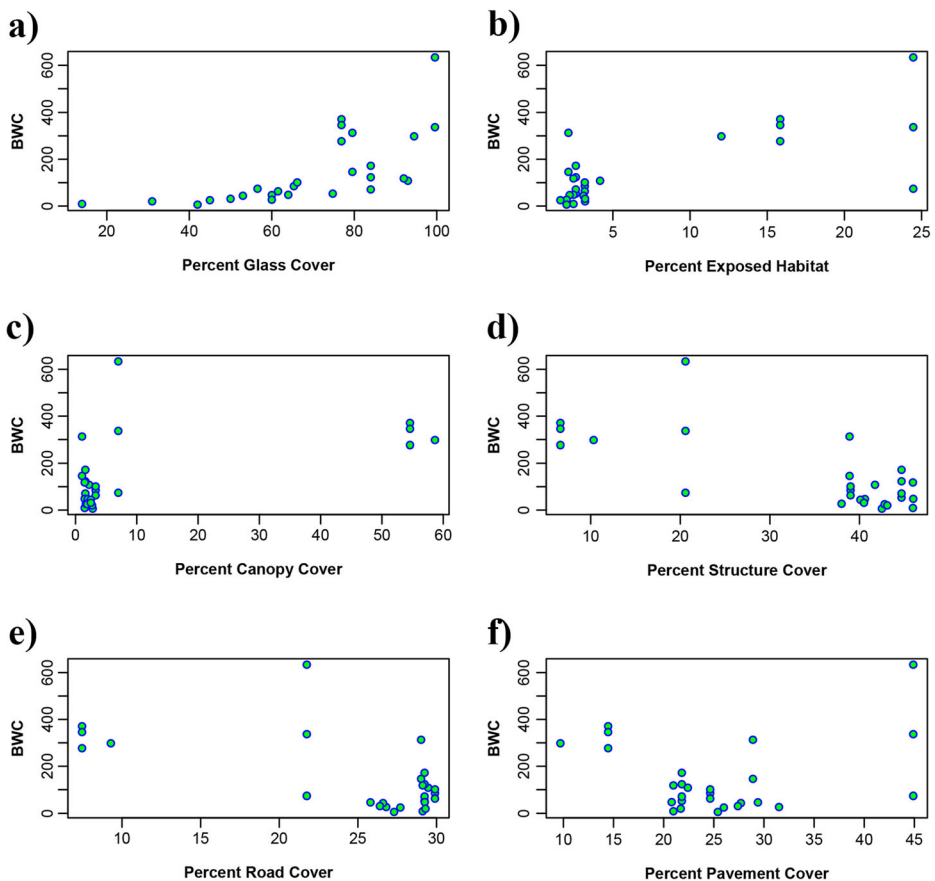 a)
BWC
0 200 400 600
20 40 60 80 100
Percent Glass Cover
b)
BWC
0 200 400 600
5 10 15 20 25
Percent Exposed Habitat
c)
BWC
0 200 400 600
0 10 20 30 40 50 60
Percent Canopy Cover
d)
BWC
0 200 400 600
10 20 30 40
Percent Structure Cover
e)
BWC
0 200 400 600
10 15 20 25 30
Percent Road Cover
f)
BWC
0 200 400 600
10 15 20 25 30 35 40 45
Percent Pavement Cover